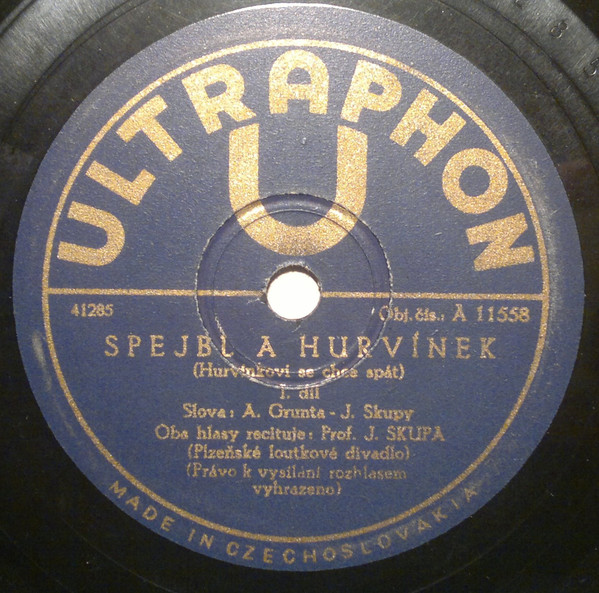 ULTRAPHON
U
41285
Obj. čís.: A 11558
SPEJBL A HURVÍNEK
(Hurvínkovi se chce spát)
I. díl
Slova: A. Grunta - J. Skupy
Oba hlasy recituje: Prof. J. SKUPA
(Plzeňské loutkové divadlo)
(Právo k vysílání rozhlasem
vyhrazeno)
MADE IN CZECHOSLOVAKIA